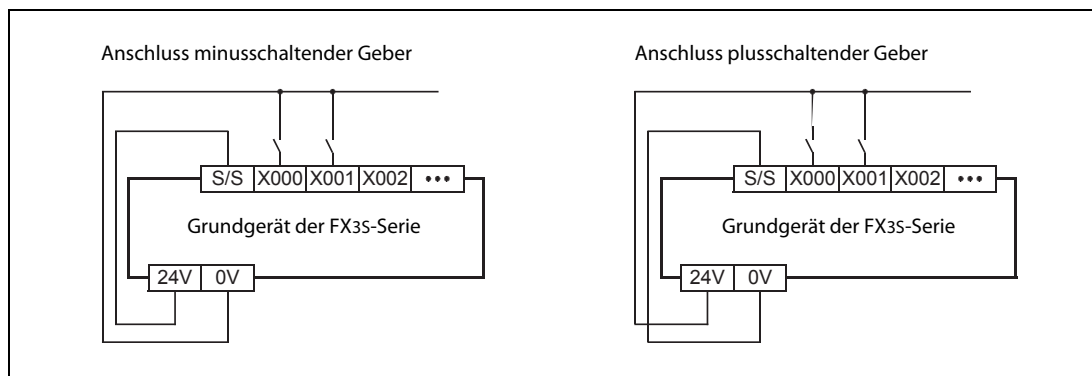 Anschluss minusschaltender Geber
S/S X000 X001 X002 •••
Grundgerät der FX3S-Serie
24V 0V
Anschluss plusschaltender Geber
S/S X000 X001 X002 •••
Grundgerät der FX3S-Serie
24V 0V